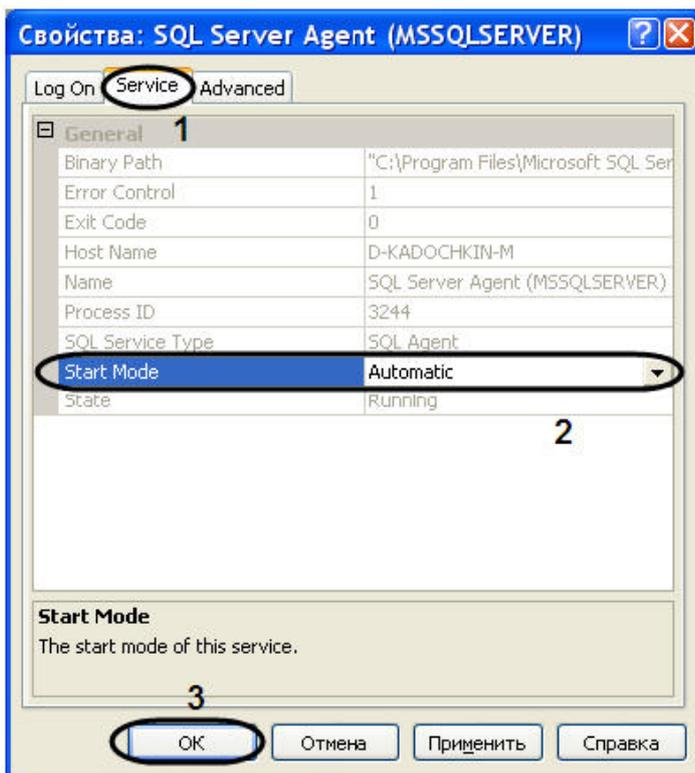 Свойства: SQL Server Agent (MSSQLSERVER)
Log On Service Advanced
1
General
Binary Path "C:\Program Files\Microsoft SQL Ser
Error Control 1
Exit Code 0
Host Name D-KADOCHKIN-M
Name SQL Server Agent (MSSQLSERVER)
Process ID 3244
SQL Service Type SQL Agent
Start Mode Automatic
State Running
2
Start Mode
The start mode of this service.
3
ОК Отмена Применить Справка